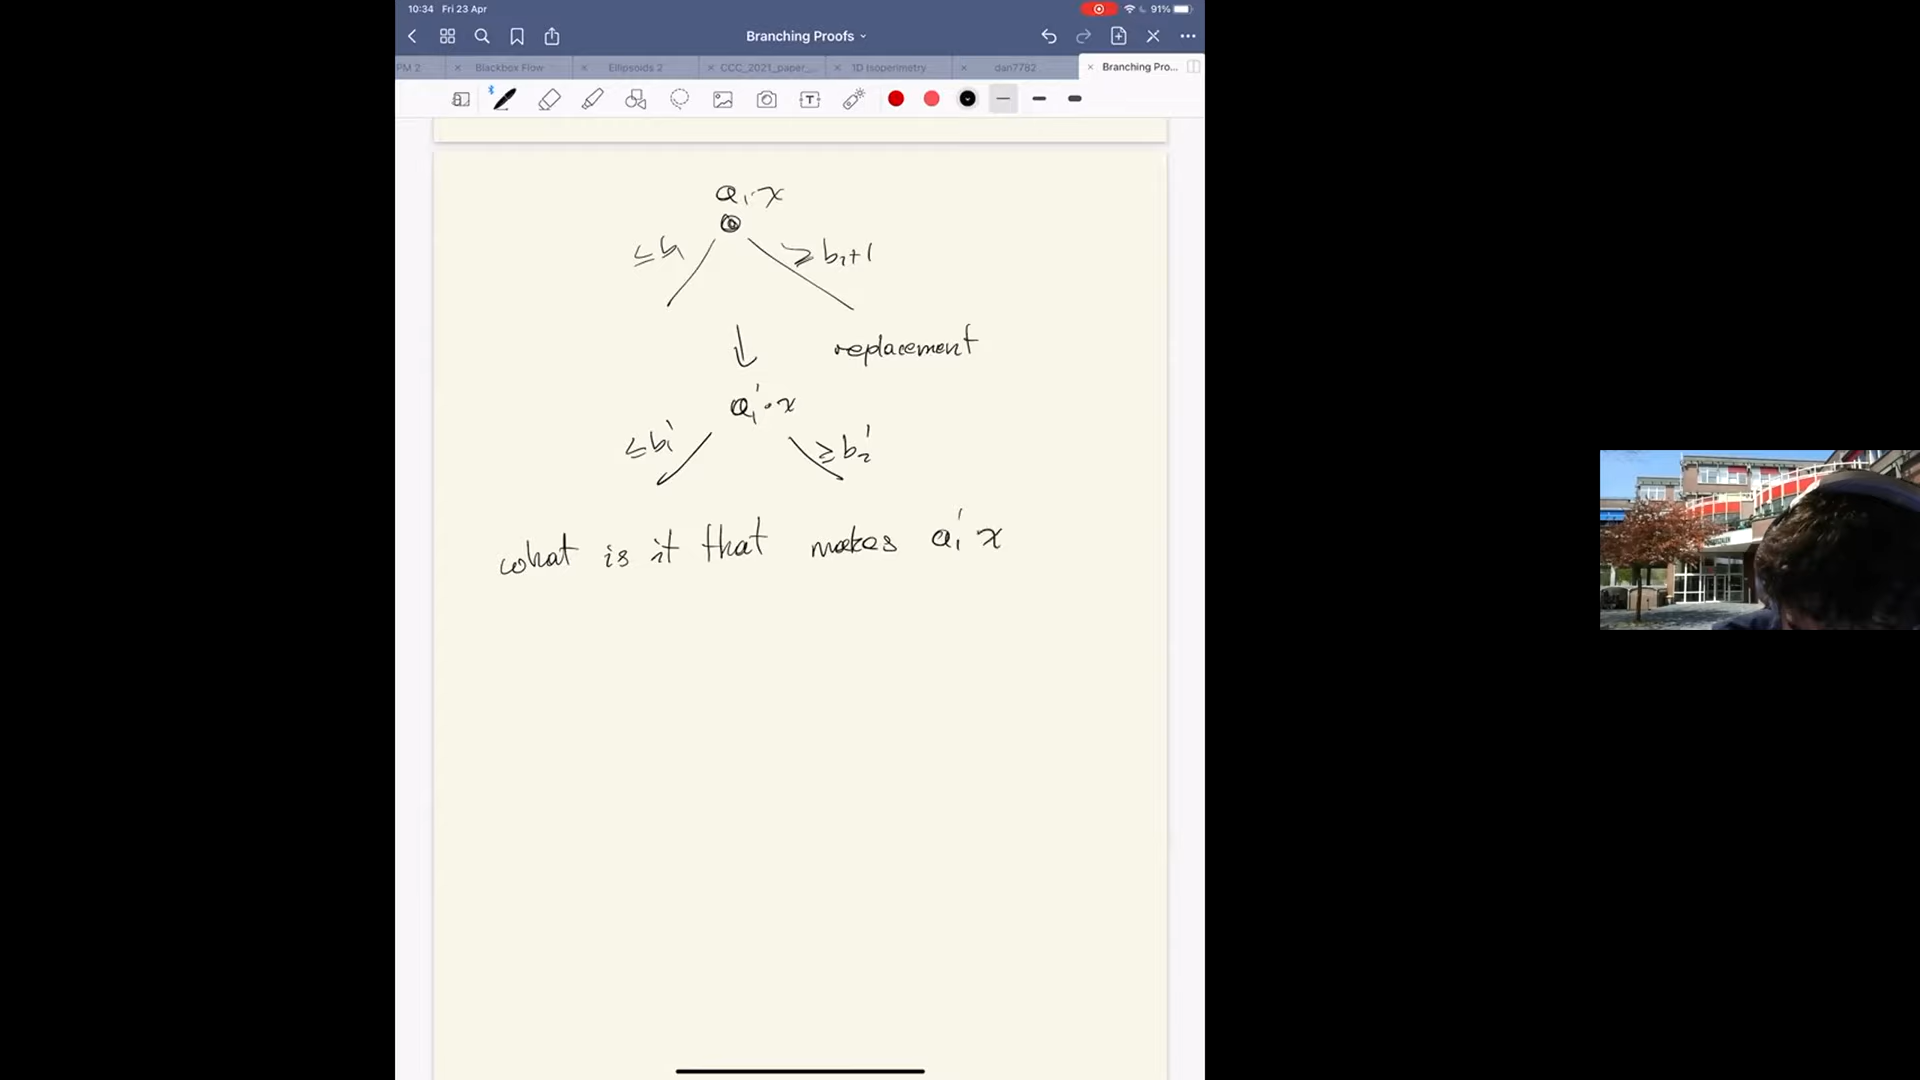 10:34 Fri 23 Apr
91%
Branching Proofs
PM 2
Blackbox Flow
Ellipsoids 2
CCC_2021_paper_...
1D Isoperimetry
dan7782
Branching Pro...
a₁·x
≤ b₁
≥ b₁+1
replacement
a₁'·x
≤ b₁'
≥ b₂'
what is it that makes a₁' x